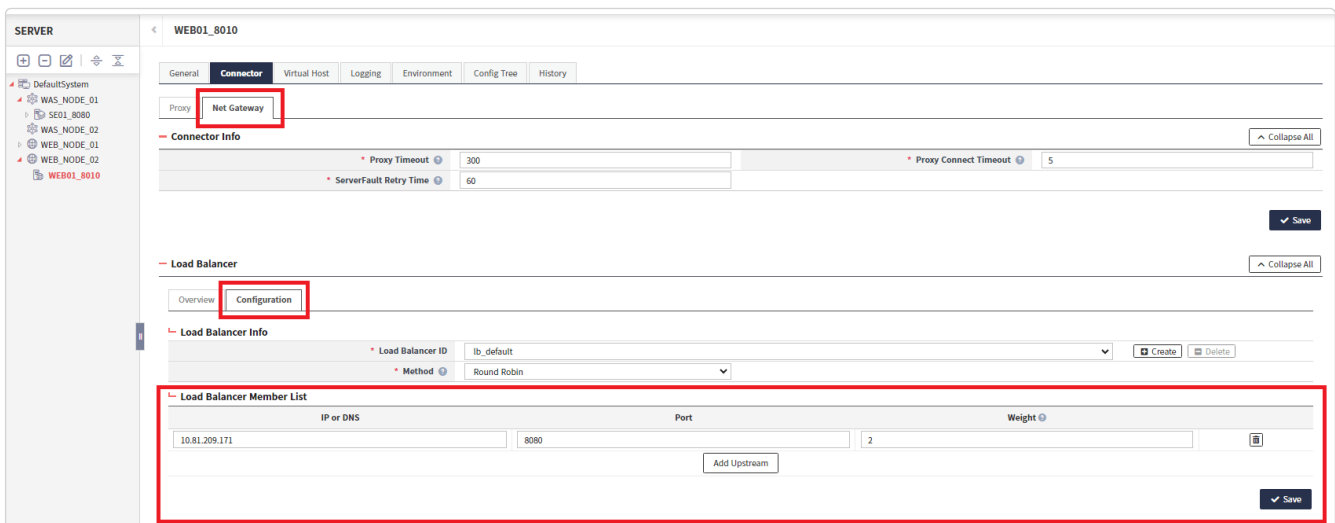 SERVER
WEB01_8010
DefaultSystem
WAS_NODE_01
SE01_8080
WAS_NODE_02
WEB_NODE_01
WEB_NODE_02
WEB01_8010
General Connector Virtual Host Logging Environment Config Tree History
Proxy Net Gateway
Connector Info Collapse All
* Proxy Timeout 300 * Proxy Connect Timeout 5
* ServerFault Retry Time 60
Save
Load Balancer Collapse All
Overview Configuration
Load Balancer Info
* Load Balancer ID lb_default Create Delete
* Method Round Robin
Load Balancer Member List
IP or DNS Port Weight
10.81.209.171 8080 2
Add Upstream
Save